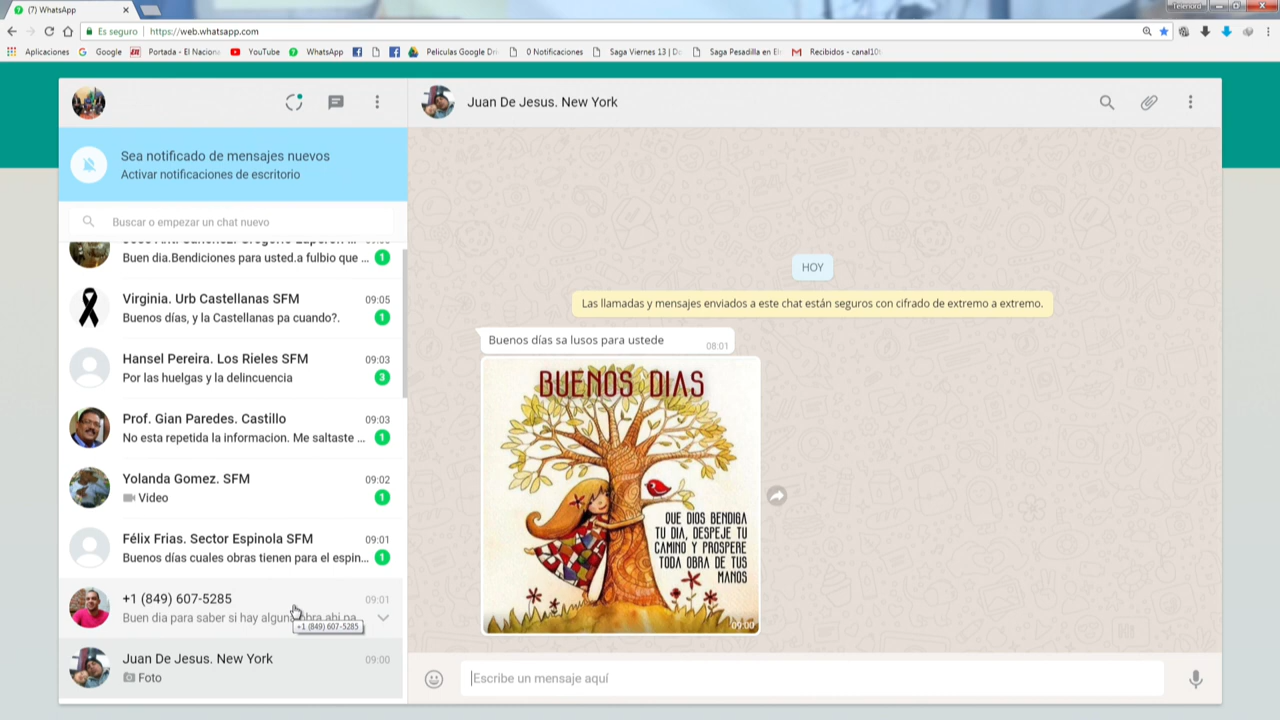 (7) WhatsApp
Telenord
Es seguro
https://web.whatsapp.com
Aplicaciones
Google
Portada - El Naciona
YouTube
WhatsApp
Peliculas Google Dri
0 Notificaciones
Saga Viernes 13 | D
Saga Pesadilla en El
Recibidos - canal10
Sea notificado de mensajes nuevos
Activar notificaciones de escritorio
Buscar o empezar un chat nuevo
Buen dia.Bendiciones para usted.a fulbio que ...
1
Virginia. Urb Castellanas SFM
09:05
Buenos días, y la Castellanas pa cuando?.
1
Hansel Pereira. Los Rieles SFM
09:03
Por las huelgas y la delincuencia
3
Prof. Gian Paredes. Castillo
09:03
No esta repetida la informacion. Me saltaste ...
1
Yolanda Gomez. SFM
09:02
Video
1
Félix Frias. Sector Espinola SFM
09:01
Buenos días cuales obras tienen para el espin...
1
+1 (849) 607-5285
09:01
Buen dia para saber si hay alguna obra ahi pa
+1 (849) 607-5285
Juan De Jesus. New York
09:00
Foto
Juan De Jesus. New York
HOY
Las llamadas y mensajes enviados a este chat están seguros con cifrado de extremo a extremo.
Buenos días sa lusos para ustede
08:01
BUENOS DIAS
QUE DIOS BENDIGA
TU DIA, DESPEJE TU
CAMINO Y PROSPERE
TODA OBRA DE TUS
MANOS
09:00
Escribe un mensaje aquí